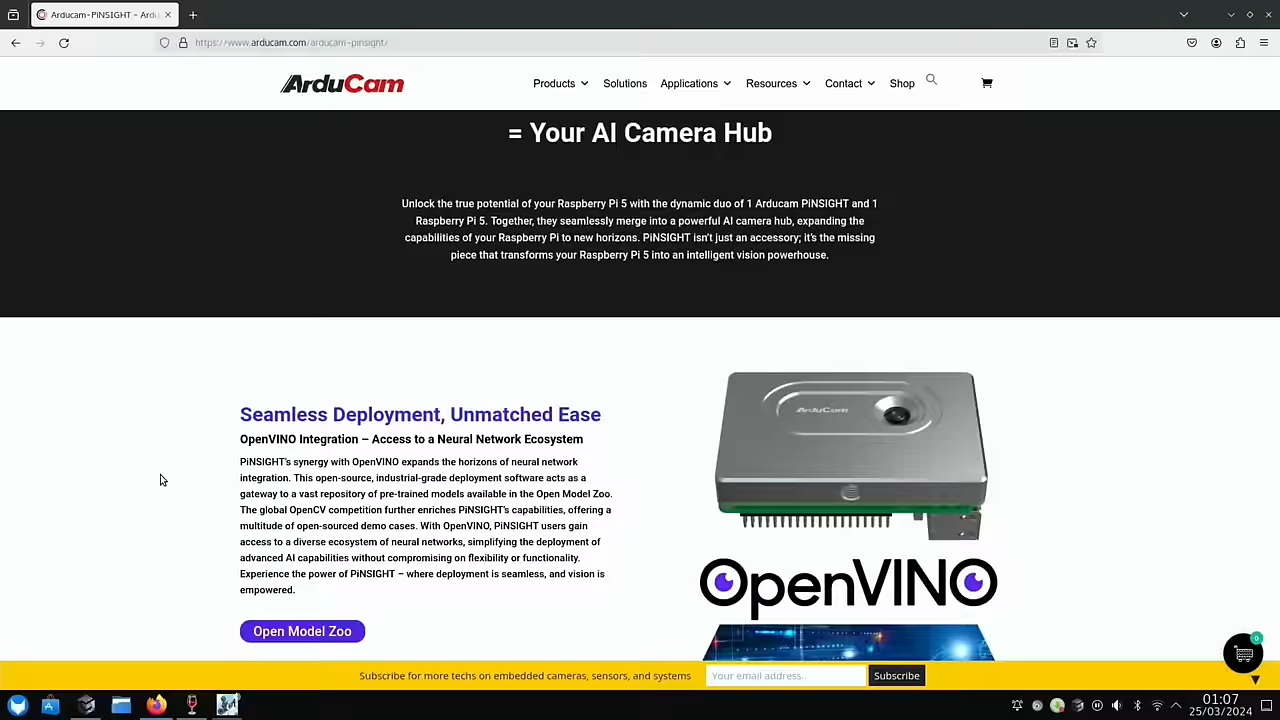 Arducam-PiNSIGHT - Ardu
https://www.arducam.com/arducam-pinsight/
ArduCam
Products
Solutions
Applications
Resources
Contact
Shop
= Your AI Camera Hub
Unlock the true potential of your Raspberry Pi 5 with the dynamic duo of 1 Arducam PiNSIGHT and 1
Raspberry Pi 5. Together, they seamlessly merge into a powerful AI camera hub, expanding the
capabilities of your Raspberry Pi to new horizons. PiNSIGHT isn't just an accessory; it's the missing
piece that transforms your Raspberry Pi 5 into an intelligent vision powerhouse.
Seamless Deployment, Unmatched Ease
OpenVINO Integration – Access to a Neural Network Ecosystem
PiNSIGHT's synergy with OpenVINO expands the horizons of neural network
integration. This open-source, industrial-grade deployment software acts as a
gateway to a vast repository of pre-trained models available in the Open Model Zoo.
The global OpenCV competition further enriches PiNSIGHT's capabilities, offering a
multitude of open-sourced demo cases. With OpenVINO, PiNSIGHT users gain
access to a diverse ecosystem of neural networks, simplifying the deployment of
advanced AI capabilities without compromising on flexibility or functionality.
Experience the power of PiNSIGHT – where deployment is seamless, and vision is
empowered.
Open Model Zoo
ArduCam
OpenVINO
0
Subscribe for more techs on embedded cameras, sensors, and systems
Your email address..
Subscribe
01:07
25/03/2024